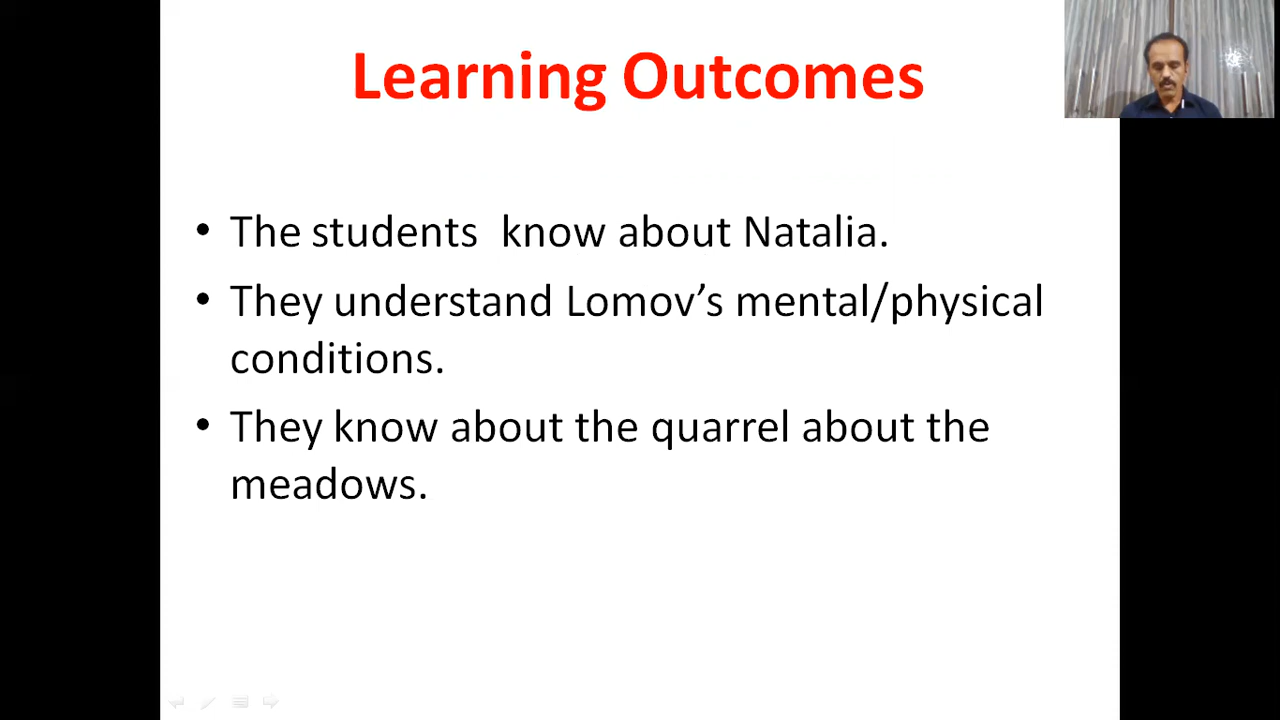 Learning Outcomes
• The students  know about Natalia.
• They understand Lomov’s mental/physical
conditions.
• They know about the quarrel about the
meadows.